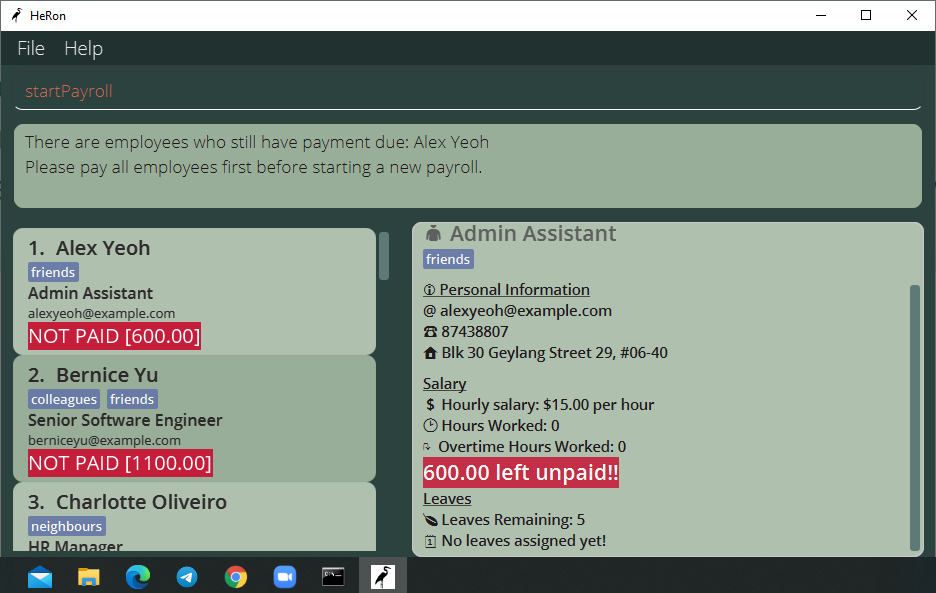 HeRon
File Help
startPayroll
There are employees who still have payment due: Alex Yeoh
Please pay all employees first before starting a new payroll.
1. Alex Yeoh
friends
Admin Assistant
alexyeoh@example.com
NOT PAID [600.00]
2. Bernice Yu
colleagues friends
Senior Software Engineer
berniceyu@example.com
NOT PAID [1100.00]
3. Charlotte Oliveiro
neighbours
HR Manager
Admin Assistant
friends
Personal Information
@ alexyeoh@example.com
87438807
Blk 30 Geylang Street 29, #06-40
Salary
$ Hourly salary: $15.00 per hour
Hours Worked: 0
Overtime Hours Worked: 0
600.00 left unpaid!!
Leaves
Leaves Remaining: 5
No leaves assigned yet!